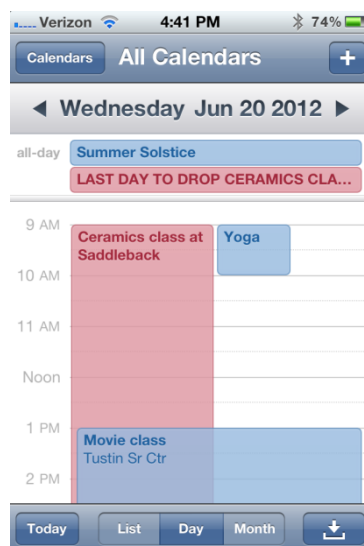 Verizon 4:41 PM 74%
Calendars All Calendars +
Wednesday Jun 20 2012
all-day Summer Solstice
LAST DAY TO DROP CERAMICS CLA...
9 AM
Ceramics class at Yoga
Saddleback
10 AM
11 AM
Noon
1 PM
Movie class
Tustin Sr Ctr
2 PM
Today List Day Month